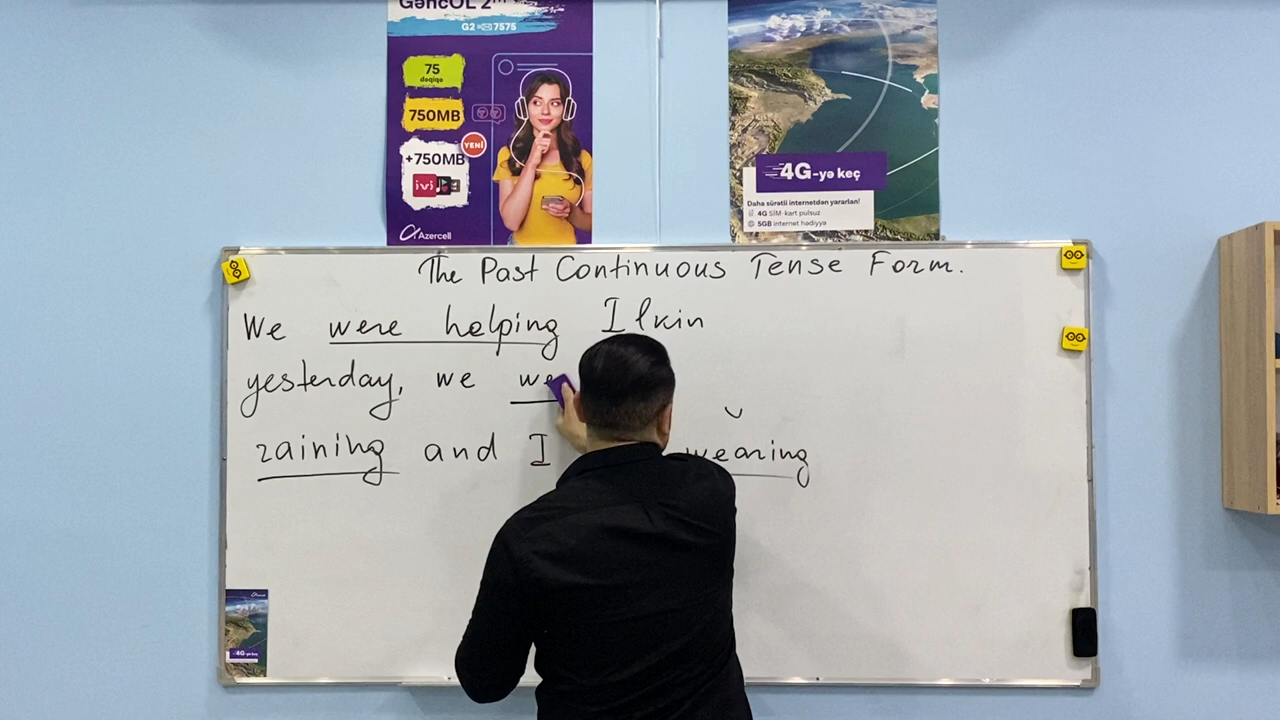 GəncOL 2
G2 7575
75
dəqiqə
750MB
YENİ
+750MB
ivi
Azercell
4G-yə keç
Daha sürətli internetdən yararlan!
4G SİM-kart pulsuz
5GB internet hədiyyə
The Past Continuous Tense Form.
We were helping Ilkin
yesterday, we we
raining and I wearing
4G-yə keç